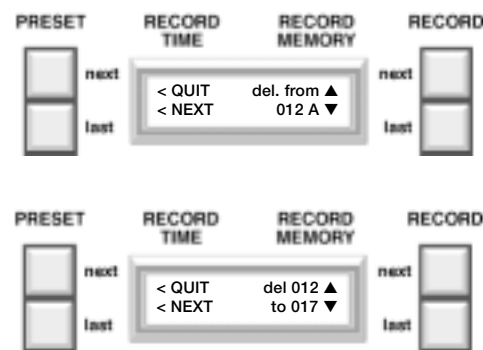 PRESET RECORD TIME RECORD MEMORY RECORD
next next
< QUIT del. from ▲
< NEXT 012 A ▼
last last
PRESET RECORD TIME RECORD MEMORY RECORD
next next
< QUIT del 012 ▲
< NEXT to 017 ▼
last last